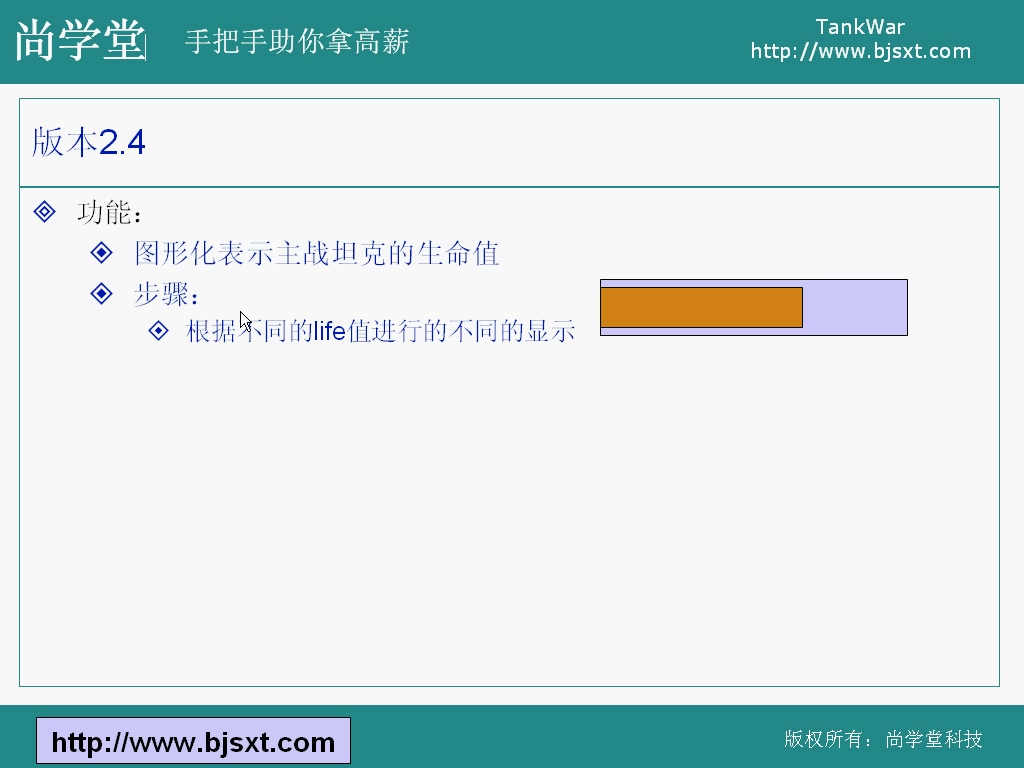 尚学堂
手把手助你拿高薪
TankWar
http://www.bjsxt.com
版本2.4
功能：
图形化表示主战坦克的生命值
步骤：
根据不同的life值进行的不同的显示
http://www.bjsxt.com
版权所有：尚学堂科技